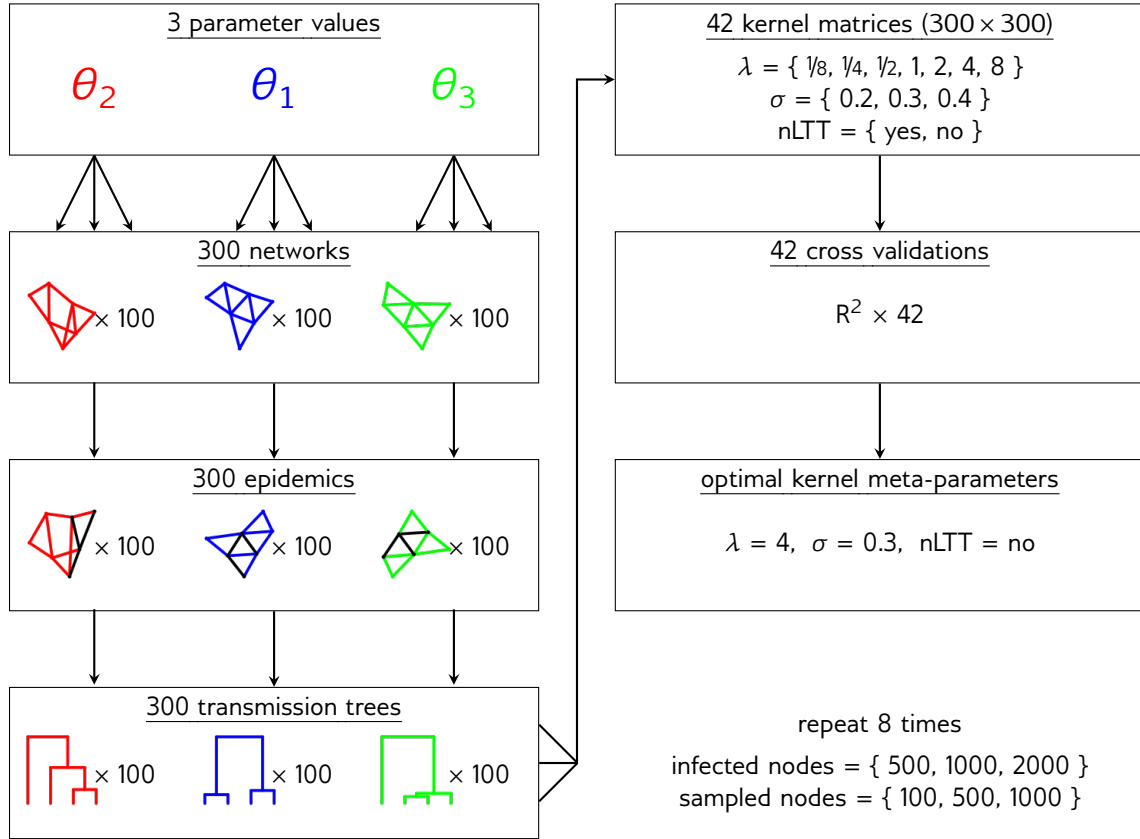 3 parameter values
θ₂ θ₁ θ₃
300 networks
× 100 × 100 × 100
300 epidemics
× 100 × 100 × 100
300 transmission trees
× 100 × 100 × 100
42 kernel matrices (300 × 300)
λ = { 1/8, 1/4, 1/2, 1, 2, 4, 8 }
σ = { 0.2, 0.3, 0.4 }
nLTT = { yes, no }
42 cross validations
R² × 42
optimal kernel meta-parameters
λ = 4, σ = 0.3, nLTT = no
repeat 8 times
infected nodes = { 500, 1000, 2000 }
sampled nodes = { 100, 500, 1000 }